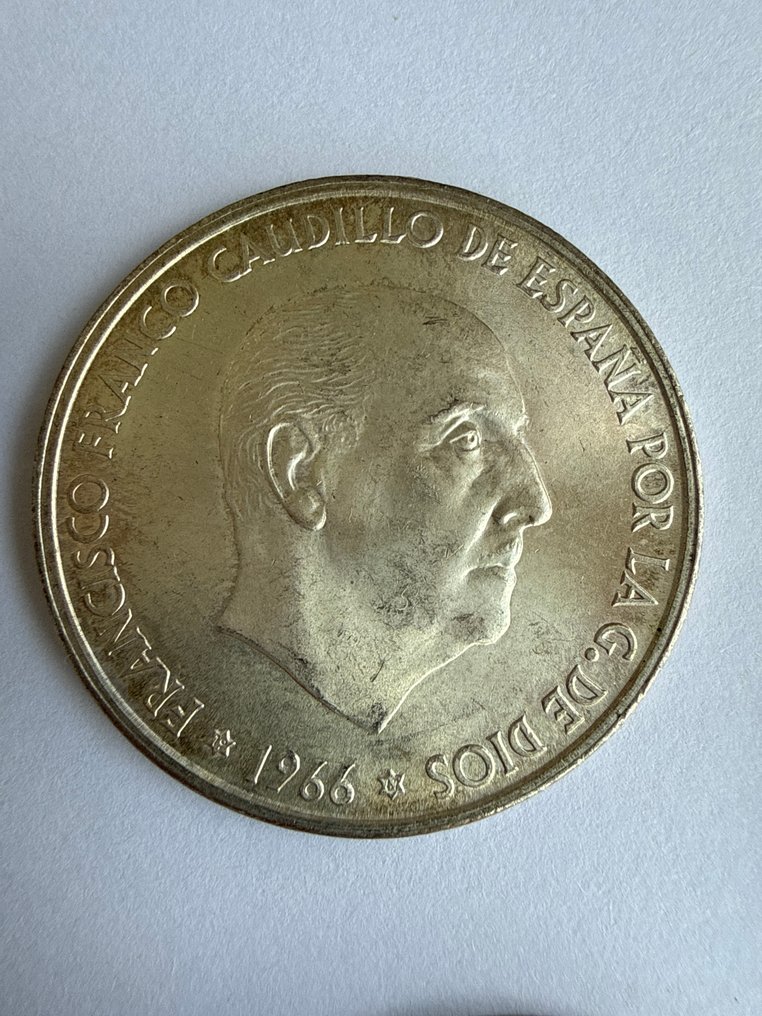 FRANCISCO FRANCO CAUDILLO DE ESPAÑA POR LA G. DE DIOS
1966